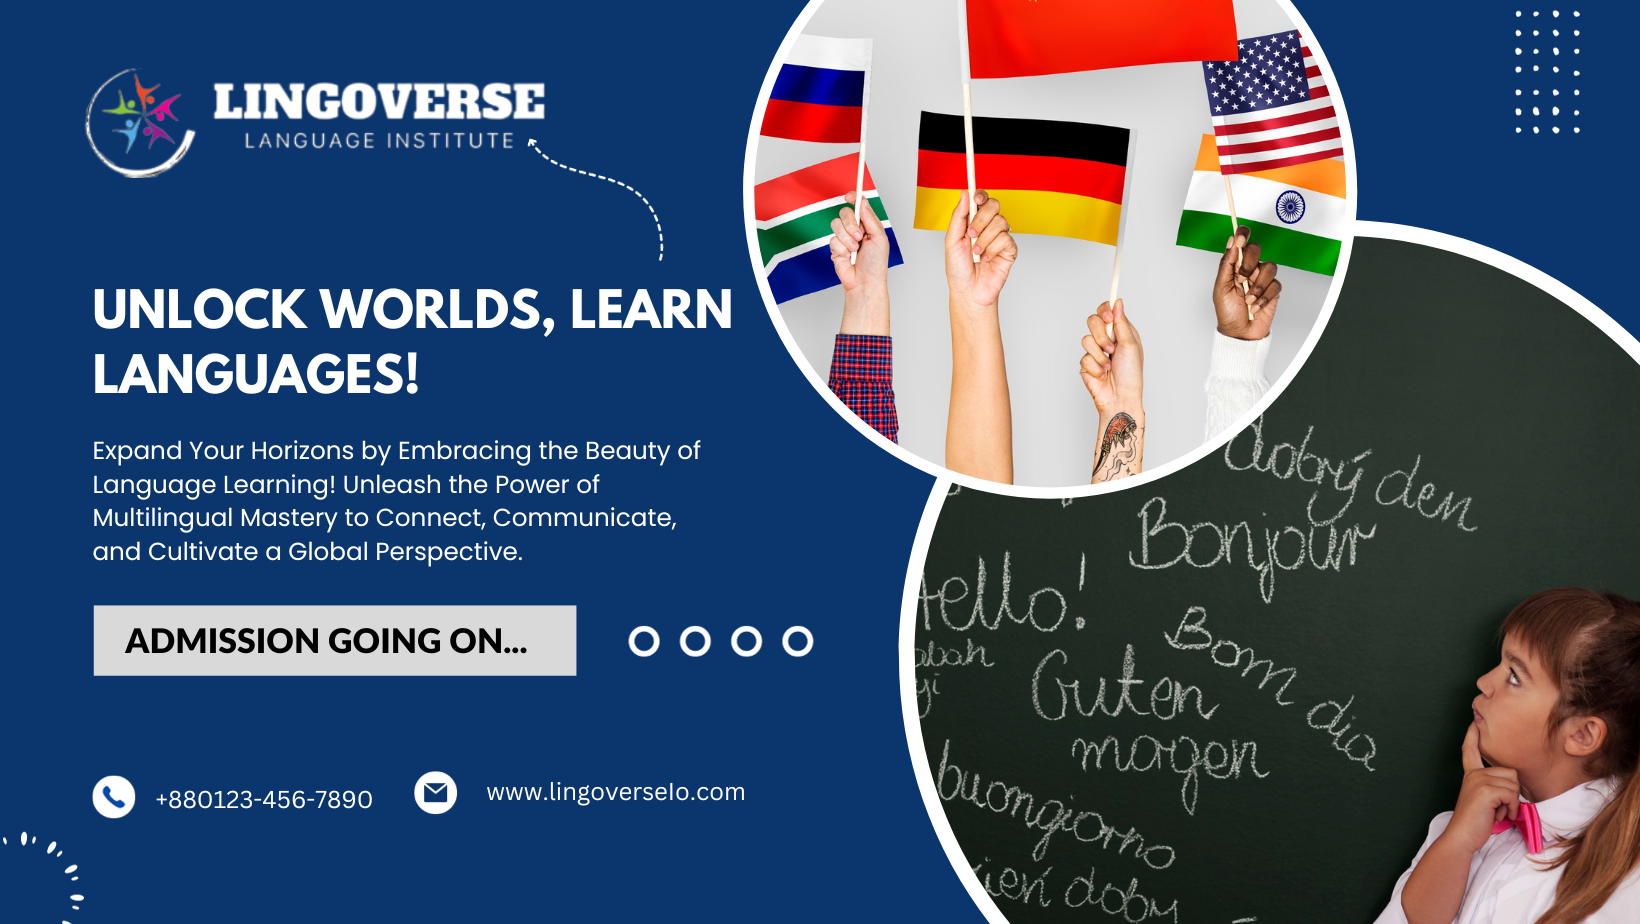 LINGOVERSE
LANGUAGE INSTITUTE
UNLOCK WORLDS, LEARN
LANGUAGES!
Expand Your Horizons by Embracing the Beauty of
Language Learning! Unleash the Power of
Multilingual Mastery to Connect, Communicate,
and Cultivate a Global Perspective.
ADMISSION GOING ON...
+880123-456-7890
www.lingoverselo.com
dobrý den
Bonjour
Hello!
Bom dia
Guten
morgen
buongiorno
dzień dobry